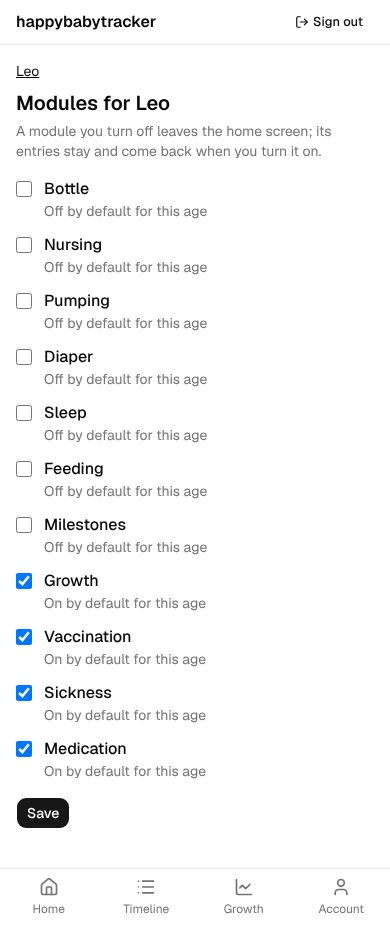 happybabytracker
Sign out
Leo
Modules for Leo
A module you turn off leaves the home screen; its
entries stay and come back when you turn it on.
Bottle
Off by default for this age
Nursing
Off by default for this age
Pumping
Off by default for this age
Diaper
Off by default for this age
Sleep
Off by default for this age
Feeding
Off by default for this age
Milestones
Off by default for this age
Growth
On by default for this age
Vaccination
On by default for this age
Sickness
On by default for this age
Medication
On by default for this age
Save
Home
Timeline
Growth
Account